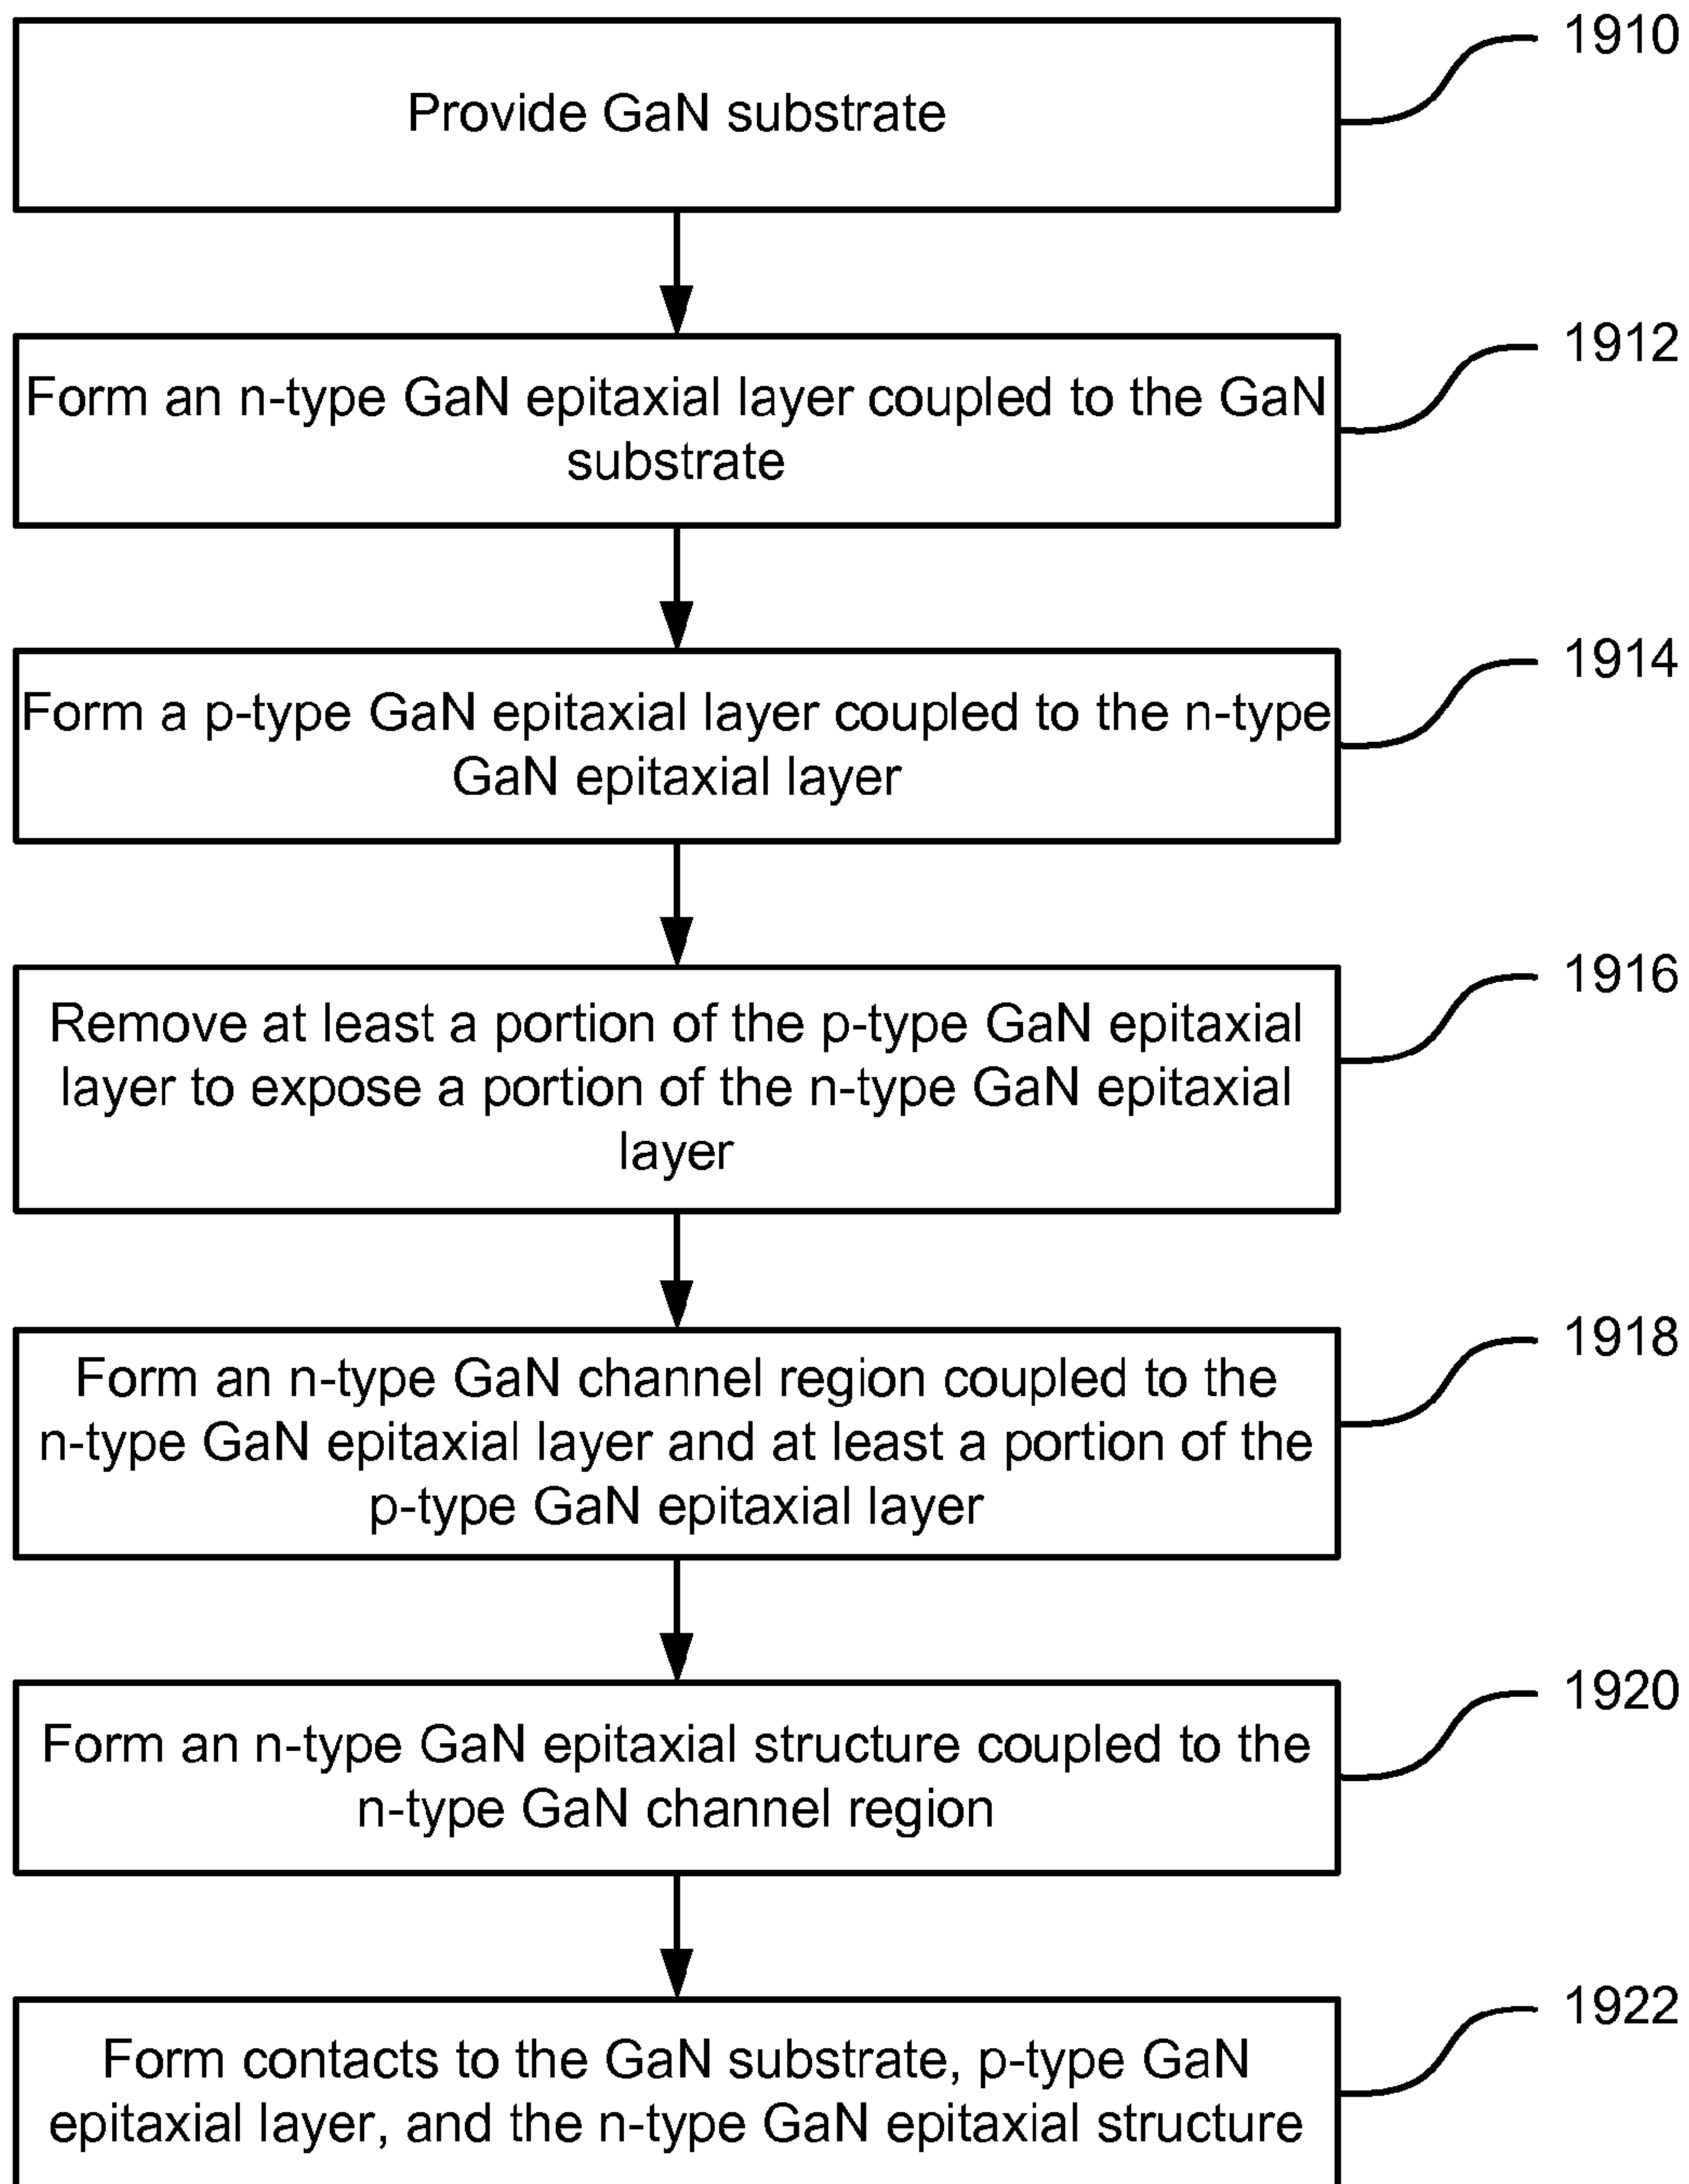 1910
Provide GaN substrate
1912
Form an n-type GaN epitaxial layer coupled to the GaN
substrate
1914
Form a p-type GaN epitaxial layer coupled to the n-type
GaN epitaxial layer
1916
Remove at least a portion of the p-type GaN epitaxial
layer to expose a portion of the n-type GaN epitaxial
layer
1918
Form an n-type GaN channel region coupled to the
n-type GaN epitaxial layer and at least a portion of the
p-type GaN epitaxial layer
1920
Form an n-type GaN epitaxial structure coupled to the
n-type GaN channel region
1922
Form contacts to the GaN substrate, p-type GaN
epitaxial layer, and the n-type GaN epitaxial structure